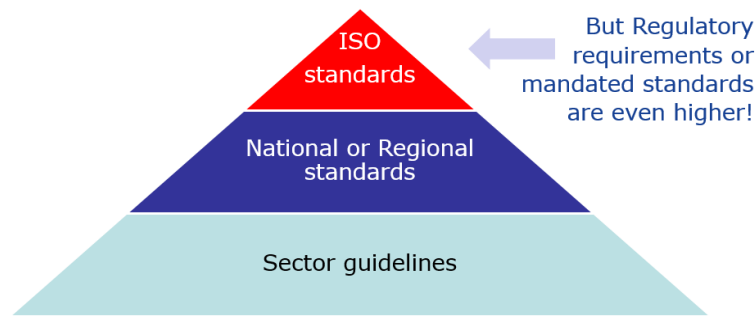 ISO
standards
But Regulatory
requirements or
mandated standards
are even higher!
National or Regional
standards
Sector guidelines